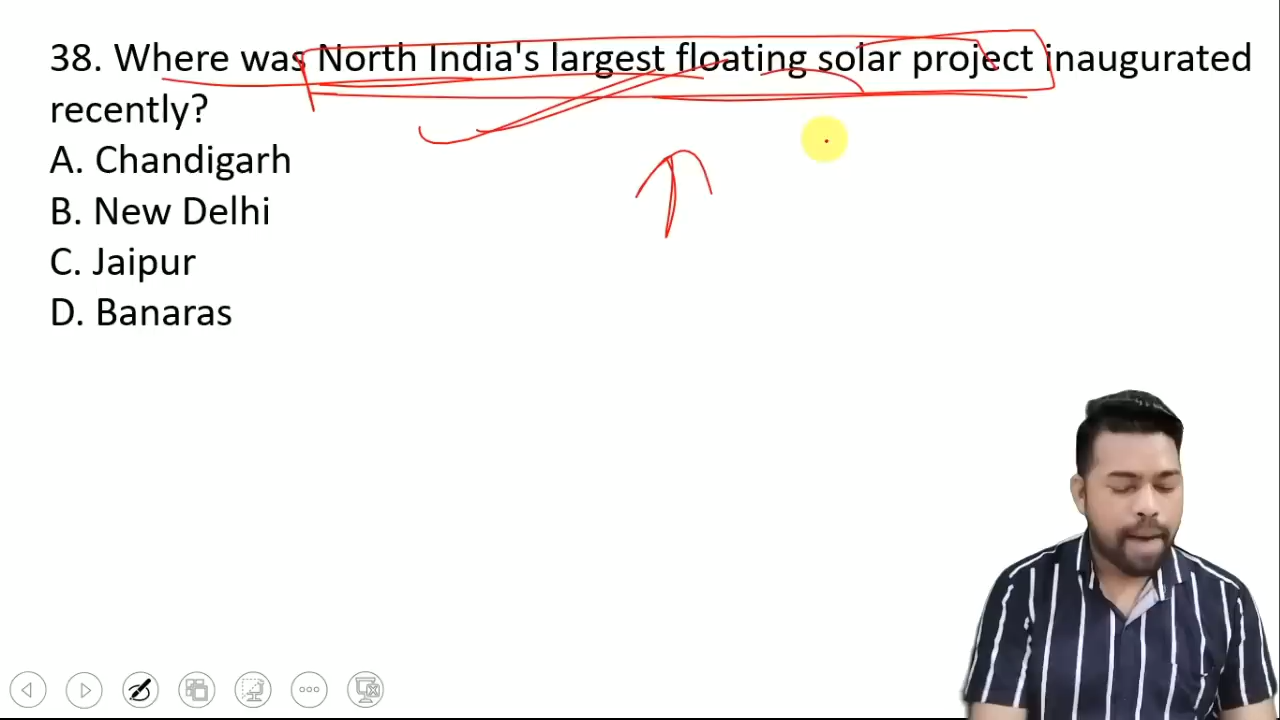 38. Where was North India's largest floating solar project inaugurated
recently?
A. Chandigarh
B. New Delhi
C. Jaipur
D. Banaras